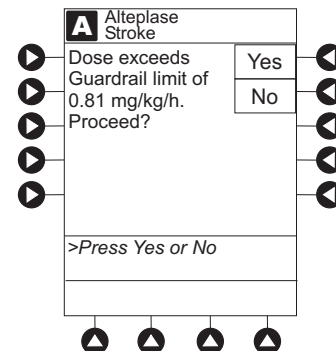 A Alteplase
Stroke
Dose exceeds
Guardrail limit of
0.81 mg/kg/h.
Proceed?
Yes
No
>Press Yes or No